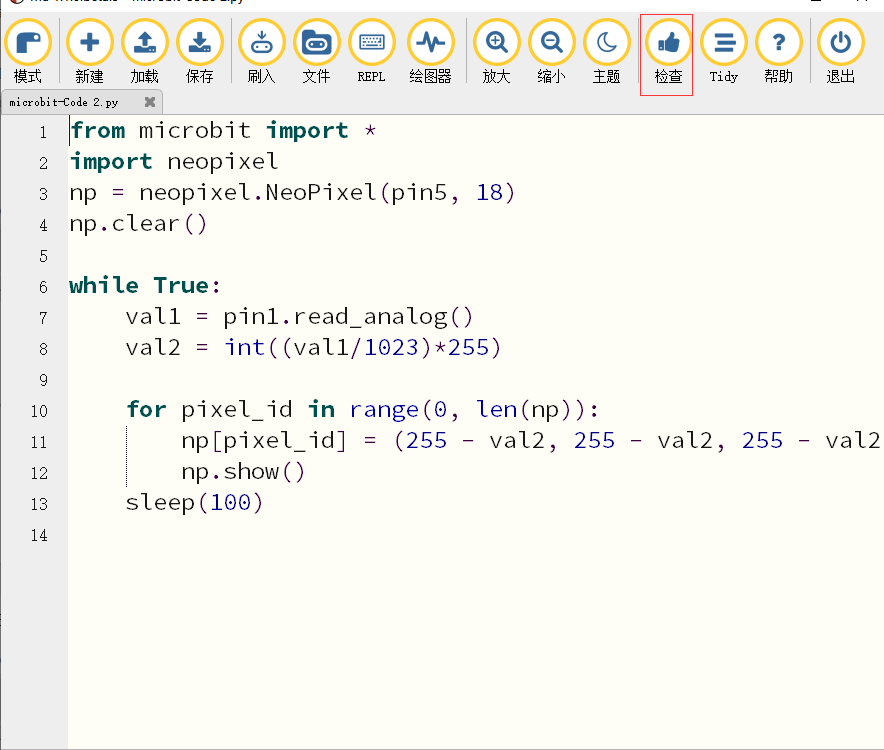 模式 新建 加载 保存 刷入 文件 REPL 绘图器 放大 缩小 主题 检查 Tidy 帮助 退出
microbit-Code 2.py
1 from microbit import *
2 import neopixel
3 np = neopixel.NeoPixel(pin5, 18)
4 np.clear()
5
6 while True:
7 val1 = pin1.read_analog()
8 val2 = int((val1/1023)*255)
9
10 for pixel_id in range(0, len(np)):
11 np[pixel_id] = (255 - val2, 255 - val2, 255 - val2
12 np.show()
13 sleep(100)
14